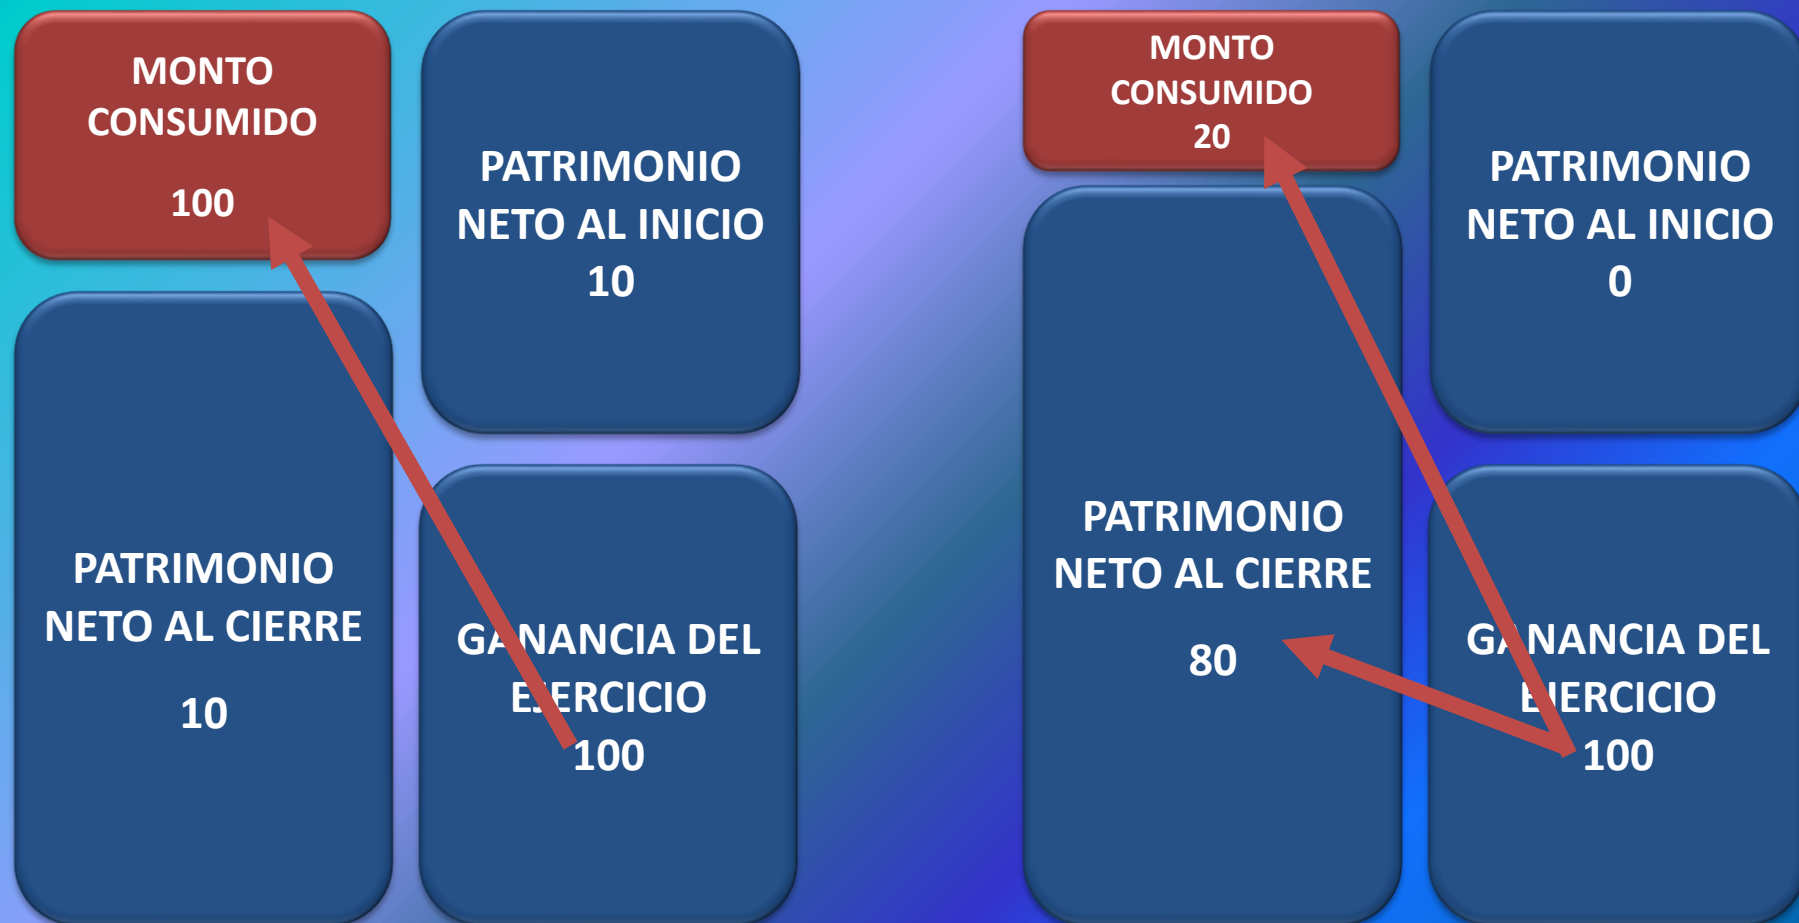 MONTO
CONSUMIDO
100
PATRIMONIO
NETO AL INICIO
10
PATRIMONIO
NETO AL CIERRE
10
GANANCIA DEL
EJERCICIO
100
MONTO
CONSUMIDO
20
PATRIMONIO
NETO AL INICIO
0
PATRIMONIO
NETO AL CIERRE
80
GANANCIA DEL
EJERCICIO
100